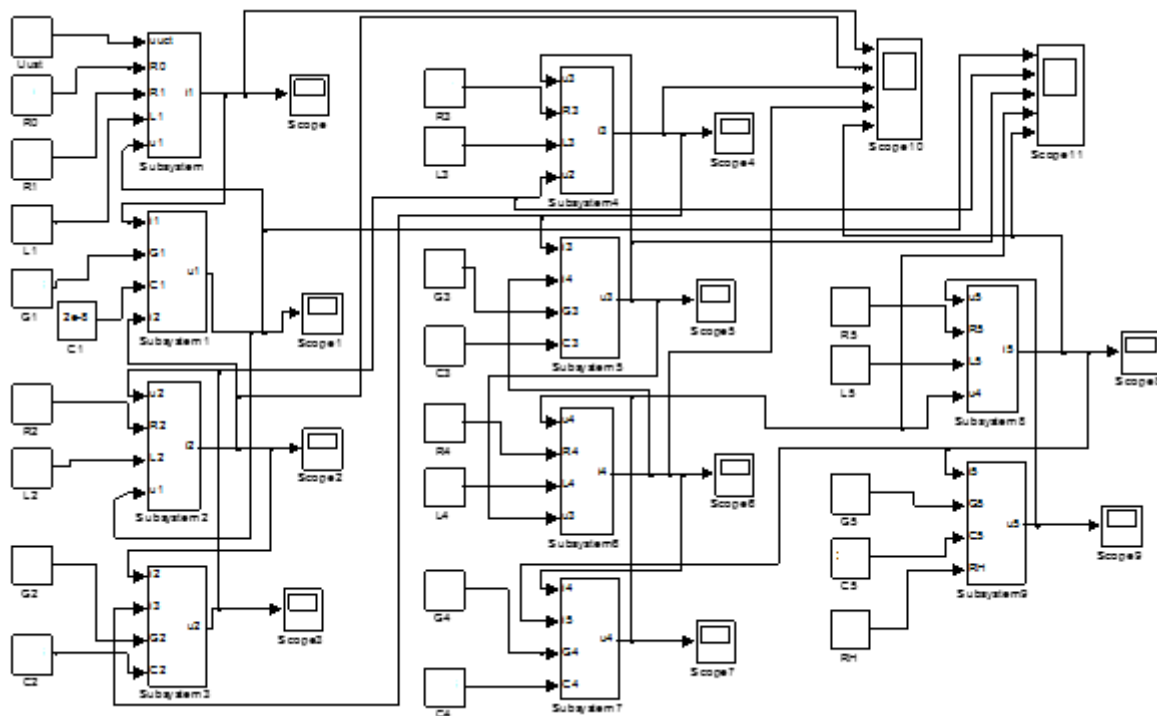 Uust
R0
R1
L1
G1
2e-8
C1
R2
L2
G2
C2
uuct
R0
R1
L1
u1
i1
Subsystem
Scope
i1
G1
C1
i2
u1
Subsystem1
Scope1
u2
R2
L2
u1
i2
Subsystem2
Scope2
i2
i3
G2
C2
u2
Subsystem3
Scope3
R3
L3
u3
R3
L3
u2
i3
Subsystem4
Scope4
G3
C3
i3
i4
G3
C3
u3
Subsystem5
Scope5
R4
L4
u4
R4
L4
u3
i4
Subsystem6
Scope6
G4
C4
i4
i5
G4
C4
u4
Subsystem7
Scope7
Scope10
Scope11
R5
L5
u5
R5
L5
u4
i5
Subsystem8
Scope8
G5
C5
RH
i5
G5
C5
RH
u5
Subsystem9
Scope9